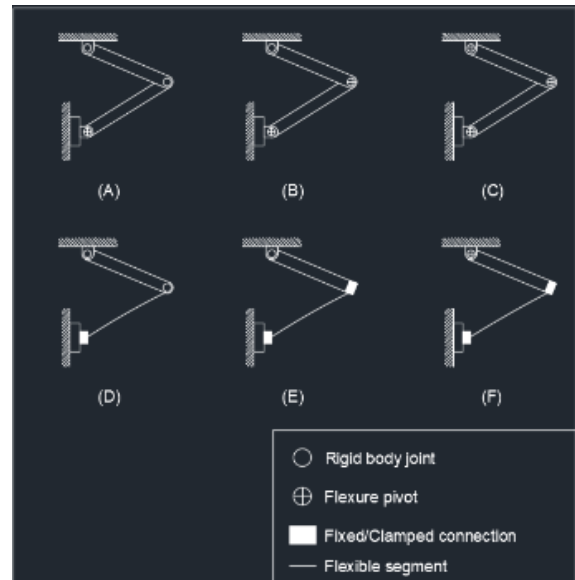 (A) (B) (C)
(D) (E) (F)
Rigid body joint
Flexure pivot
Fixed/Clamped connection
Flexible segment